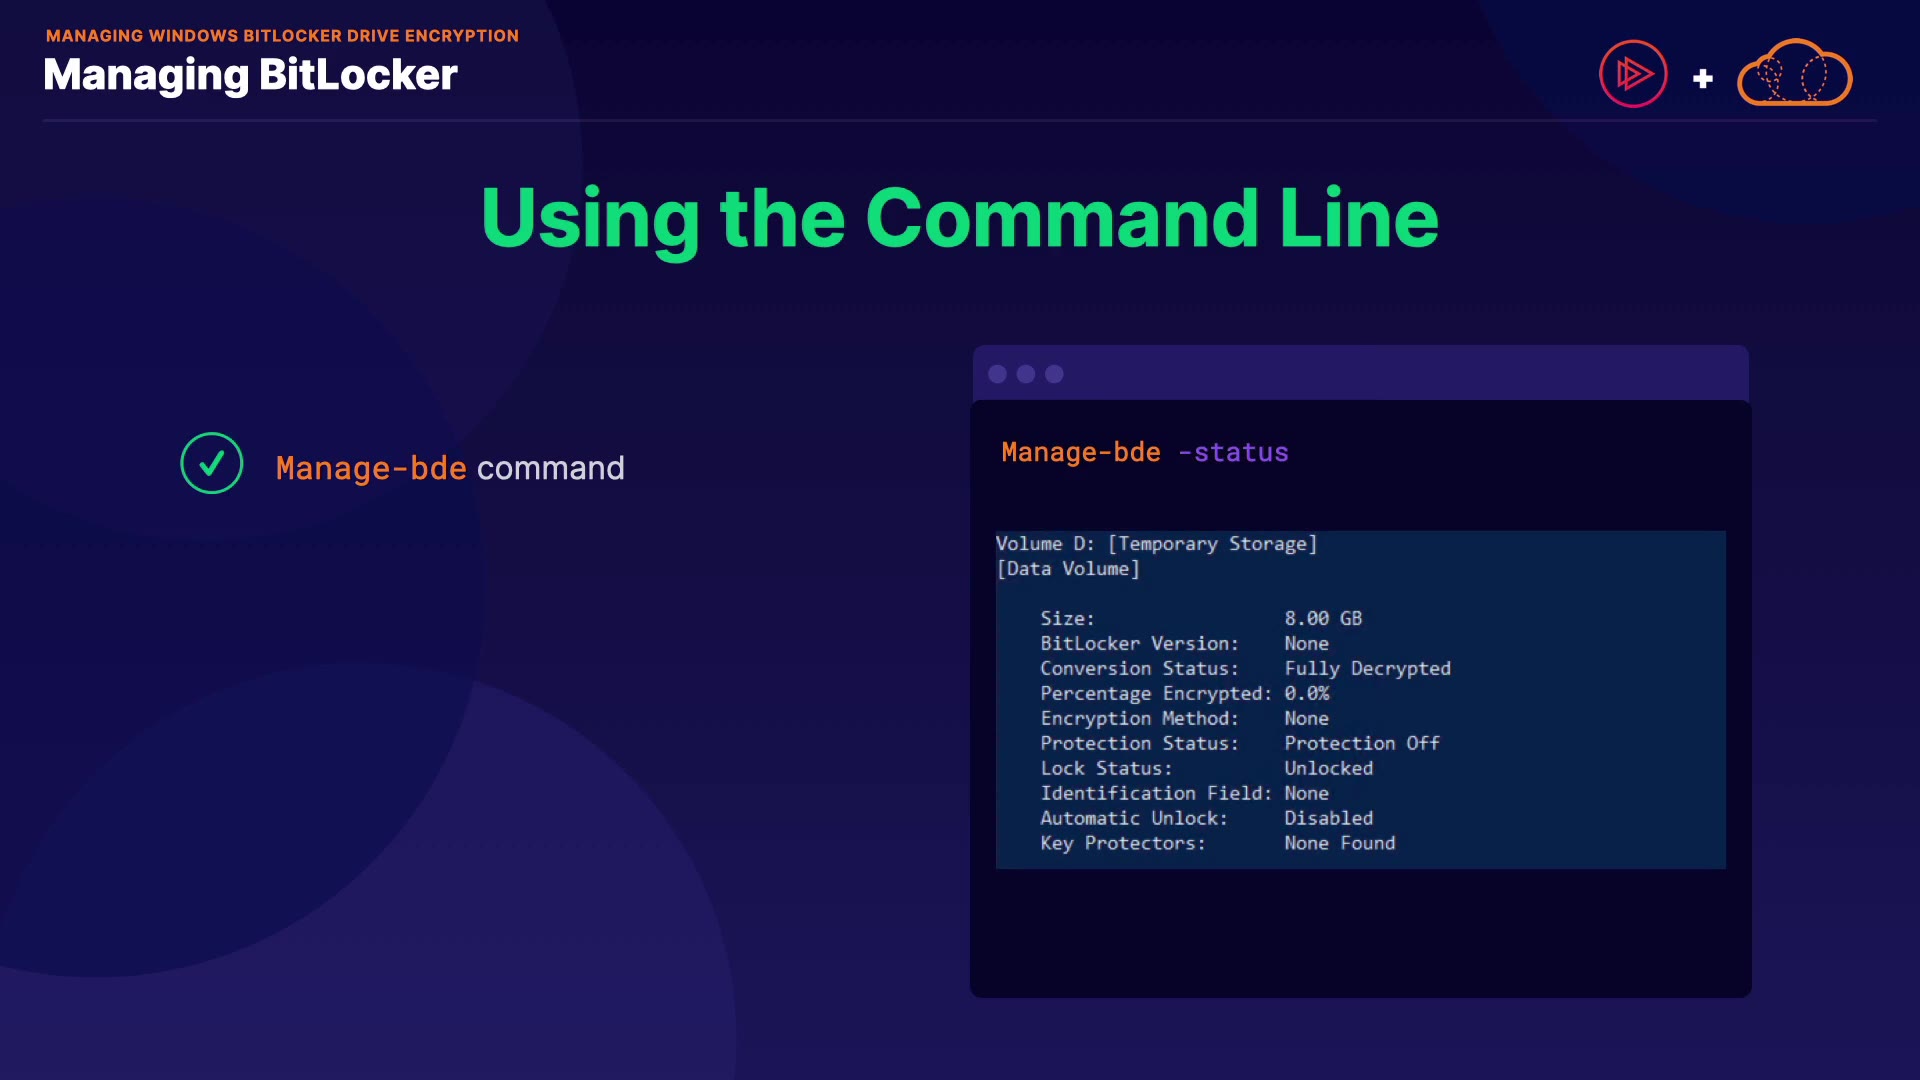 MANAGING WINDOWS BITLOCKER DRIVE ENCRYPTION
Managing BitLocker
Using the Command Line
Manage-bde command
Manage-bde -status
Volume D: [Temporary Storage]
[Data Volume]
Size: 8.00 GB
BitLocker Version: None
Conversion Status: Fully Decrypted
Percentage Encrypted: 0.0%
Encryption Method: None
Protection Status: Protection Off
Lock Status: Unlocked
Identification Field: None
Automatic Unlock: Disabled
Key Protectors: None Found